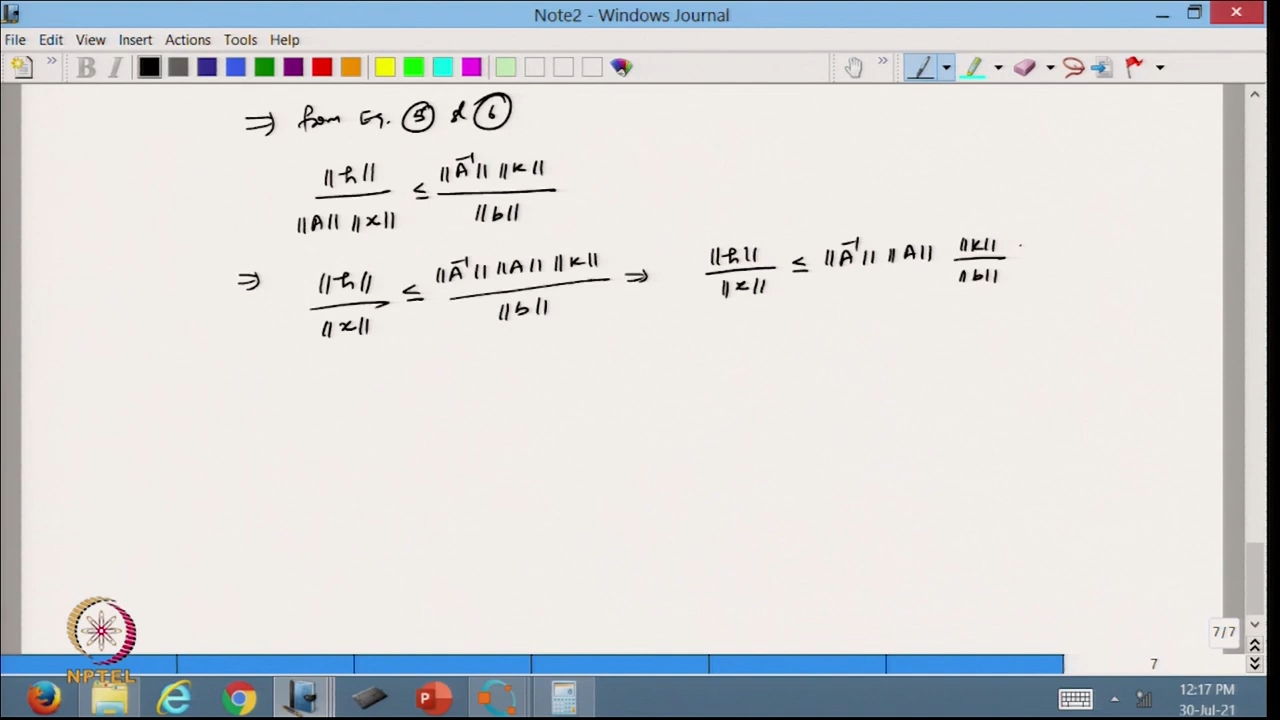 Note2 - Windows Journal
File Edit View Insert Actions Tools Help
B I
⇒ from Eq. ⑤ & ⑥
||h|| / ||A|| ||x|| ≤ ||A⁻¹|| ||k|| / ||b||
⇒ ||h|| / ||x|| ≤ ||A⁻¹|| ||A|| ||k|| / ||b|| ⇒ ||h|| / ||x|| ≤ ||A⁻¹|| ||A|| ||k|| / ||b||
7/7
NPTEL
7
12:17 PM
30-Jul-21